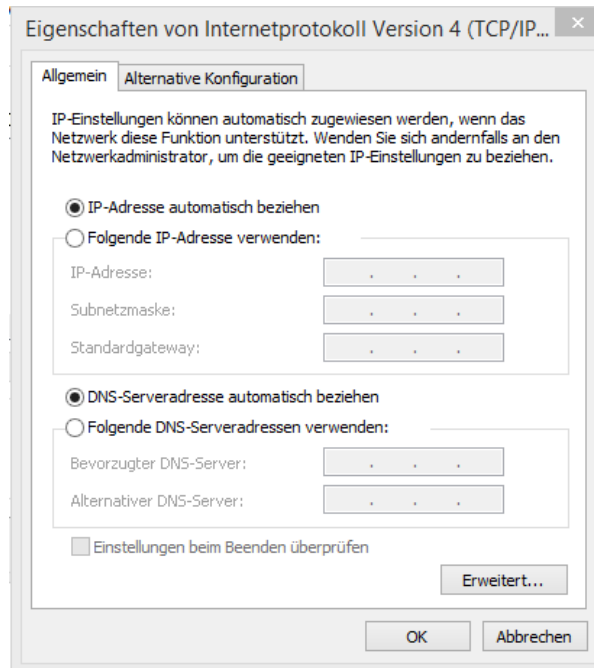 Eigenschaften von Internetprotokoll Version 4 (TCP/IP...
Allgemein
Alternative Konfiguration
IP-Einstellungen können automatisch zugewiesen werden, wenn das
Netzwerk diese Funktion unterstützt. Wenden Sie sich andernfalls an den
Netzwerkadministrator, um die geeigneten IP-Einstellungen zu beziehen.
IP-Adresse automatisch beziehen
Folgende IP-Adresse verwenden:
IP-Adresse:
Subnetzmaske:
Standardgateway:
DNS-Serveradresse automatisch beziehen
Folgende DNS-Serveradressen verwenden:
Bevorzugter DNS-Server:
Alternativer DNS-Server:
Einstellungen beim Beenden überprüfen
Erweitert...
OK
Abbrechen